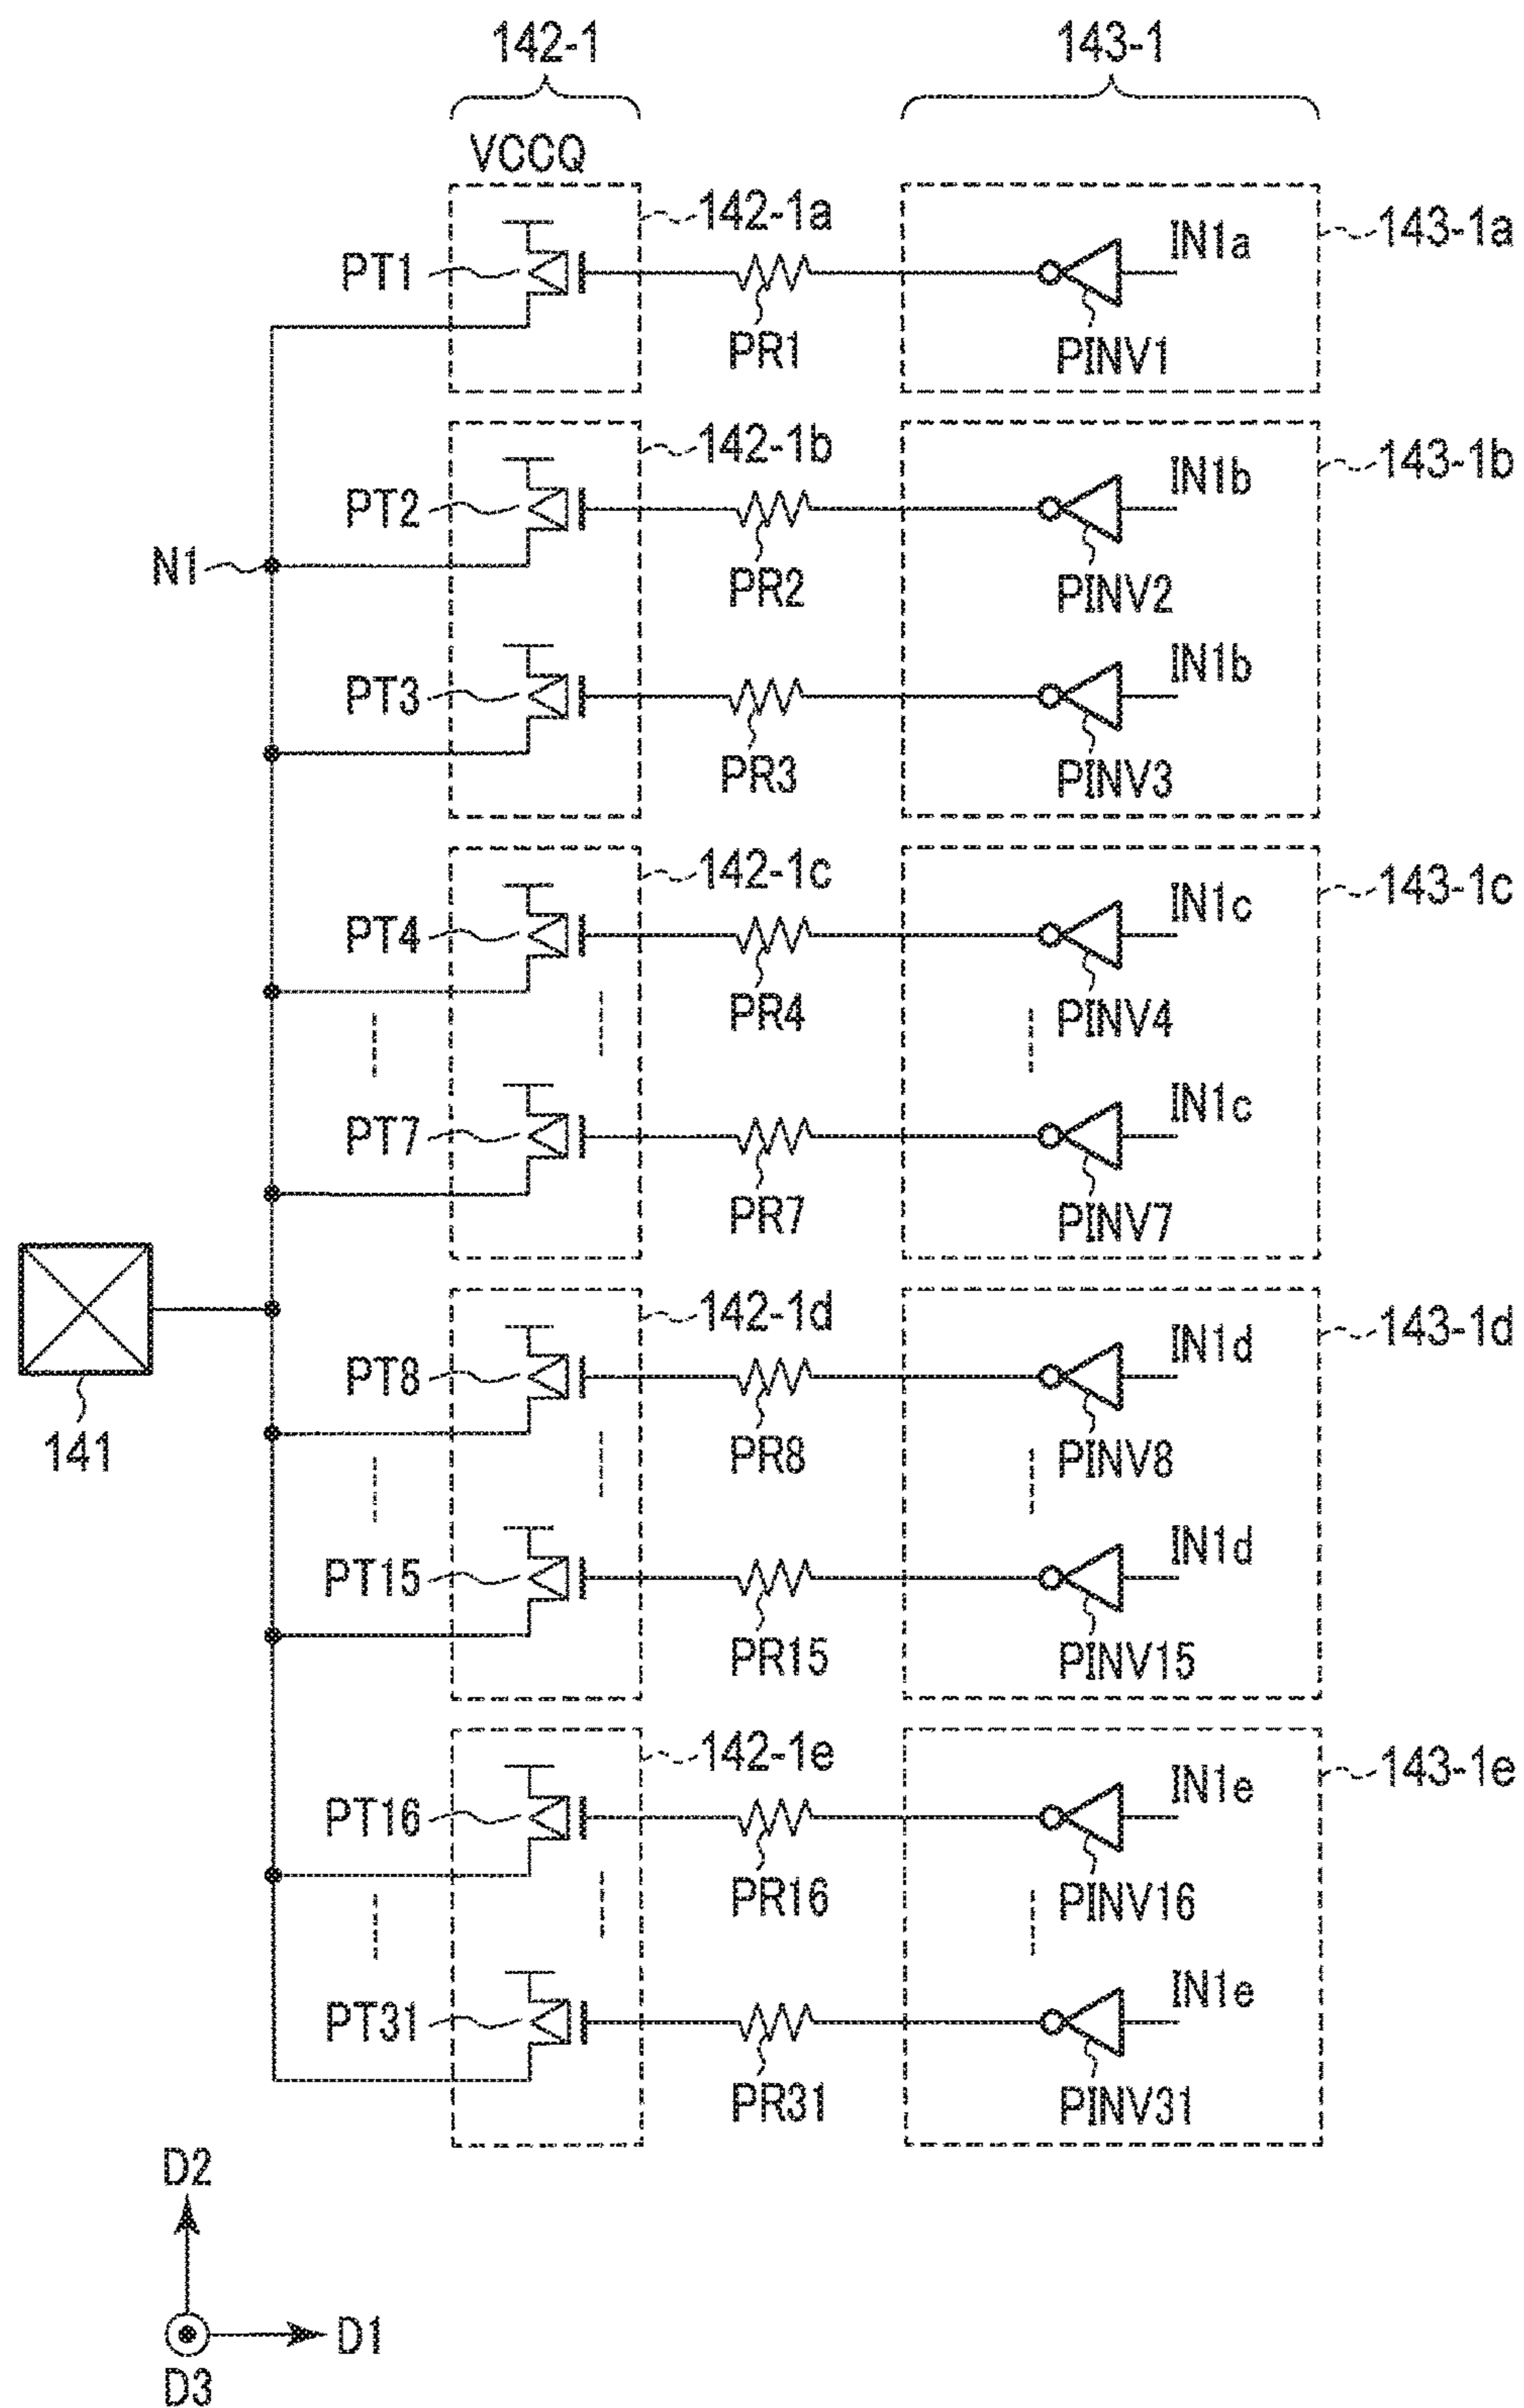 142-1
143-1
VCCQ
142-1a
143-1a
PT1
IN1a
PR1
PINV1
142-1b
143-1b
PT2
IN1b
N1
PR2
PINV2
PT3
IN1b
PR3
PINV3
142-1c
143-1c
PT4
IN1c
PR4
PINV4
PT7
IN1c
PR7
PINV7
142-1d
143-1d
141
PT8
IN1d
PR8
PINV8
PT15
IN1d
PR15
PINV15
142-1e
143-1e
PT16
IN1e
PR16
PINV16
PT31
IN1e
PR31
PINV31
D2
D1
D3